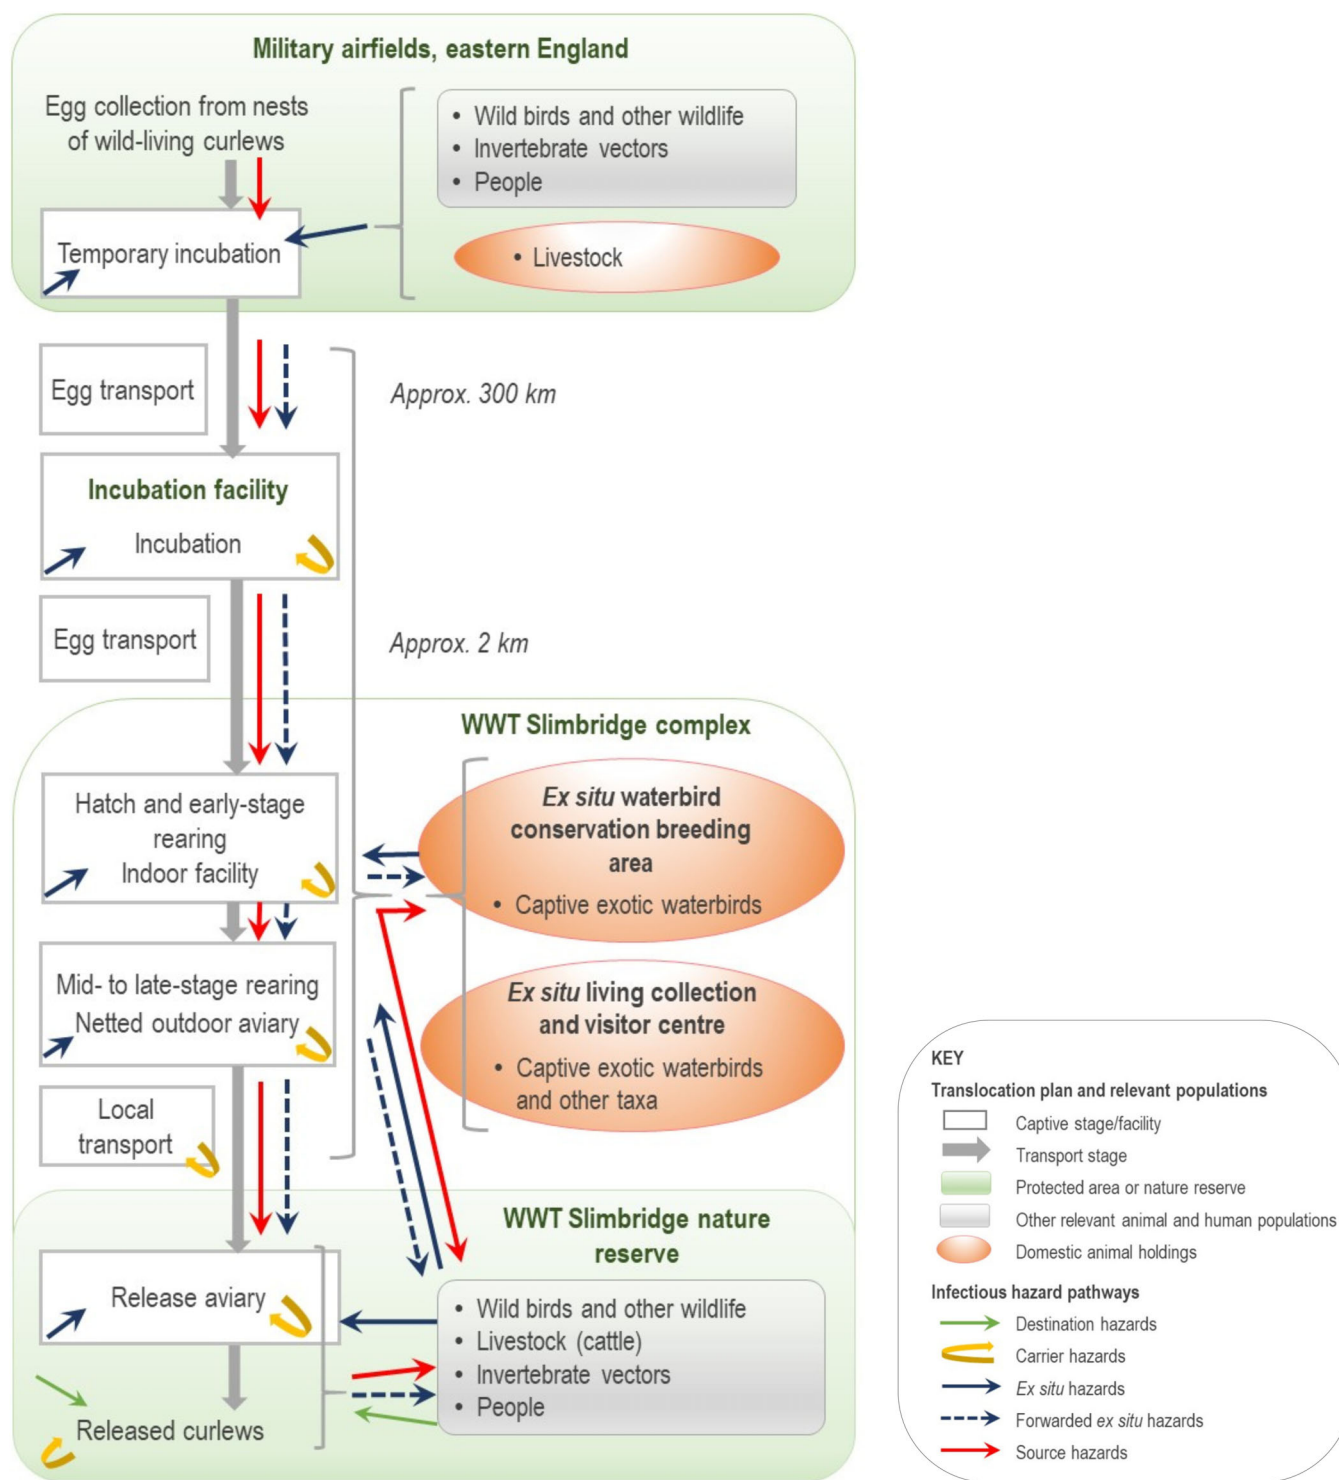 Military airfields, eastern England
Egg collection from nests
of wild-living curlews
• Wild birds and other wildlife
• Invertebrate vectors
• People
Temporary incubation
• Livestock
Egg transport
Approx. 300 km
Incubation facility
Incubation
Egg transport
Approx. 2 km
WWT Slimbridge complex
Hatch and early-stage
rearing
Indoor facility
Ex situ waterbird
conservation breeding
area
• Captive exotic waterbirds
Mid- to late-stage rearing
Netted outdoor aviary
Ex situ living collection
and visitor centre
• Captive exotic waterbirds
and other taxa
Local
transport
WWT Slimbridge nature
reserve
Release aviary
• Wild birds and other wildlife
• Livestock (cattle)
• Invertebrate vectors
• People
Released curlews
KEY
Translocation plan and relevant populations
Captive stage/facility
Transport stage
Protected area or nature reserve
Other relevant animal and human populations
Domestic animal holdings
Infectious hazard pathways
Destination hazards
Carrier hazards
Ex situ hazards
Forwarded ex situ hazards
Source hazards